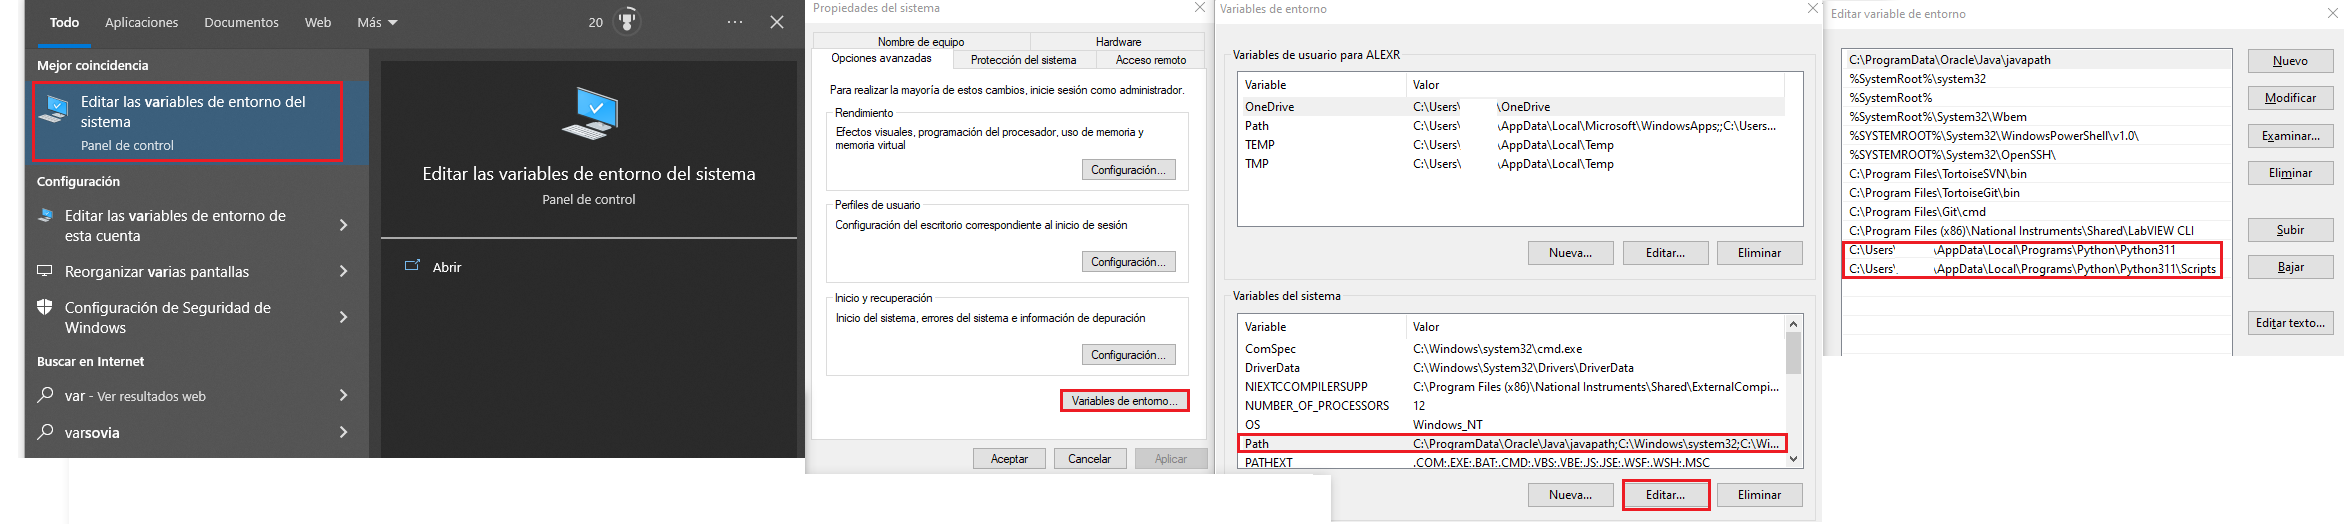 Todo Aplicaciones Documentos Web Más 20 ...
Mejor coincidencia
Editar las variables de entorno del
sistema
Panel de control
Configuración
Editar las variables de entorno de
esta cuenta
Reorganizar varias pantallas
Configuración de Seguridad de
Windows
Buscar en Internet
var - Ver resultados web
varsovia
Editar las variables de entorno del sistema
Panel de control
Abrir
Propiedades del sistema
Nombre de equipo Hardware
Opciones avanzadas Protección del sistema Acceso remoto
Para realizar la mayoría de estos cambios, inicie sesión como administrador.
Rendimiento
Efectos visuales, programación del procesador, uso de memoria y
memoria virtual
Configuración...
Perfiles de usuario
Configuración del escritorio correspondiente al inicio de sesión
Configuración...
Inicio y recuperación
Inicio del sistema, errores del sistema e información de depuración
Configuración...
Variables de entorno...
Aceptar Cancelar Aplicar
Variables de entorno
Variables de usuario para ALEXR
Variable Valor
OneDrive C:\Users\ \OneDrive
Path C:\Users\ \AppData\Local\Microsoft\WindowsApps;;C:\Users...
TEMP C:\Users\ \AppData\Local\Temp
TMP C:\Users\ \AppData\Local\Temp
Nueva... Editar... Eliminar
Variables del sistema
Variable Valor
ComSpec C:\Windows\system32\cmd.exe
DriverData C:\Windows\System32\Drivers\DriverData
NIEXTCCOMPILERSUPP C:\Program Files (x86)\National Instruments\Shared\ExternalCompi...
NUMBER_OF_PROCESSORS 12
OS Windows_NT
Path C:\ProgramData\Oracle\Java\javapath;C:\Windows\system32;C:\Wi...
PATHEXT .COM;.EXE;.BAT;.CMD;.VBS;.VBE;.JS;.JSE;.WSF;.WSH;.MSC
Nueva... Editar... Eliminar
Editar variable de entorno
C:\ProgramData\Oracle\Java\javapath
%SystemRoot%\system32
%SystemRoot%
%SystemRoot%\System32\Wbem
%SYSTEMROOT%\System32\WindowsPowerShell\v1.0\
%SYSTEMROOT%\System32\OpenSSH\
C:\Program Files\TortoiseSVN\bin
C:\Program Files\TortoiseGit\bin
C:\Program Files\Git\cmd
C:\Program Files (x86)\National Instruments\Shared\LabVIEW CLI
C:\Users\ \AppData\Local\Programs\Python\Python311
C:\Users\ \AppData\Local\Programs\Python\Python311\Scripts
Nuevo
Modificar
Examinar...
Eliminar
Subir
Bajar
Editar texto...